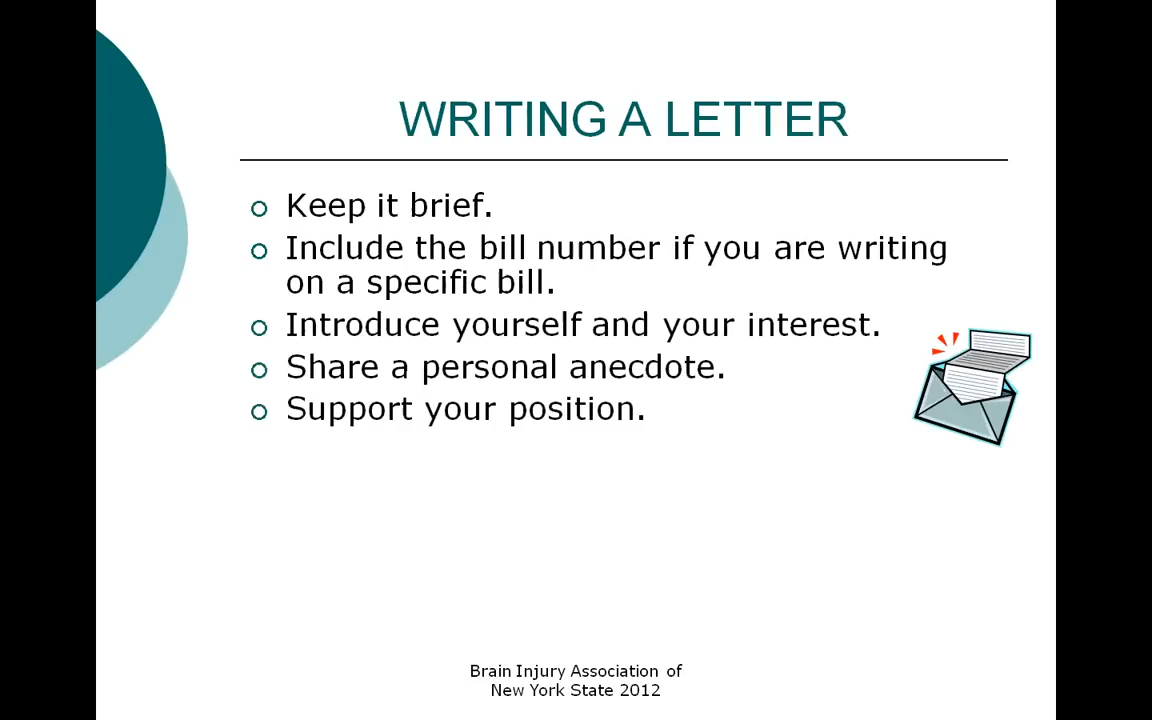 WRITING A LETTER
Keep it brief.
Include the bill number if you are writing
on a specific bill.
Introduce yourself and your interest.
Share a personal anecdote.
Support your position.
Brain Injury Association of
New York State 2012